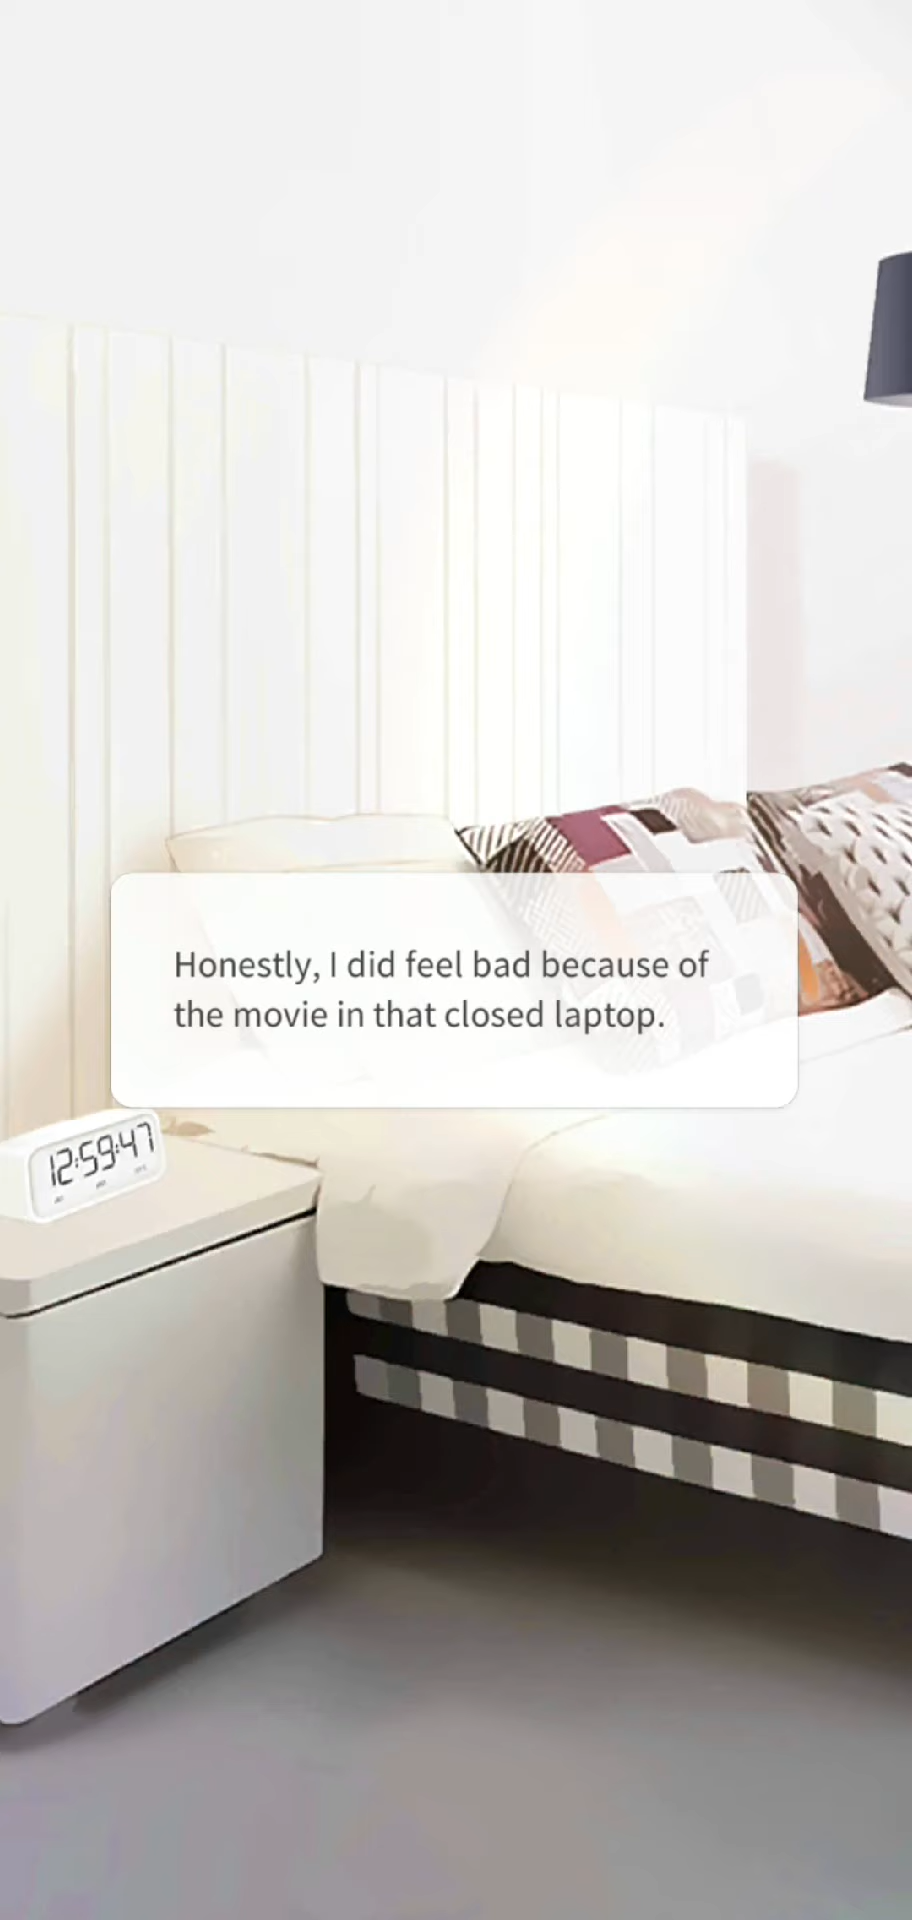 Honestly, I did feel bad because of
the movie in that closed laptop.
12:59:47